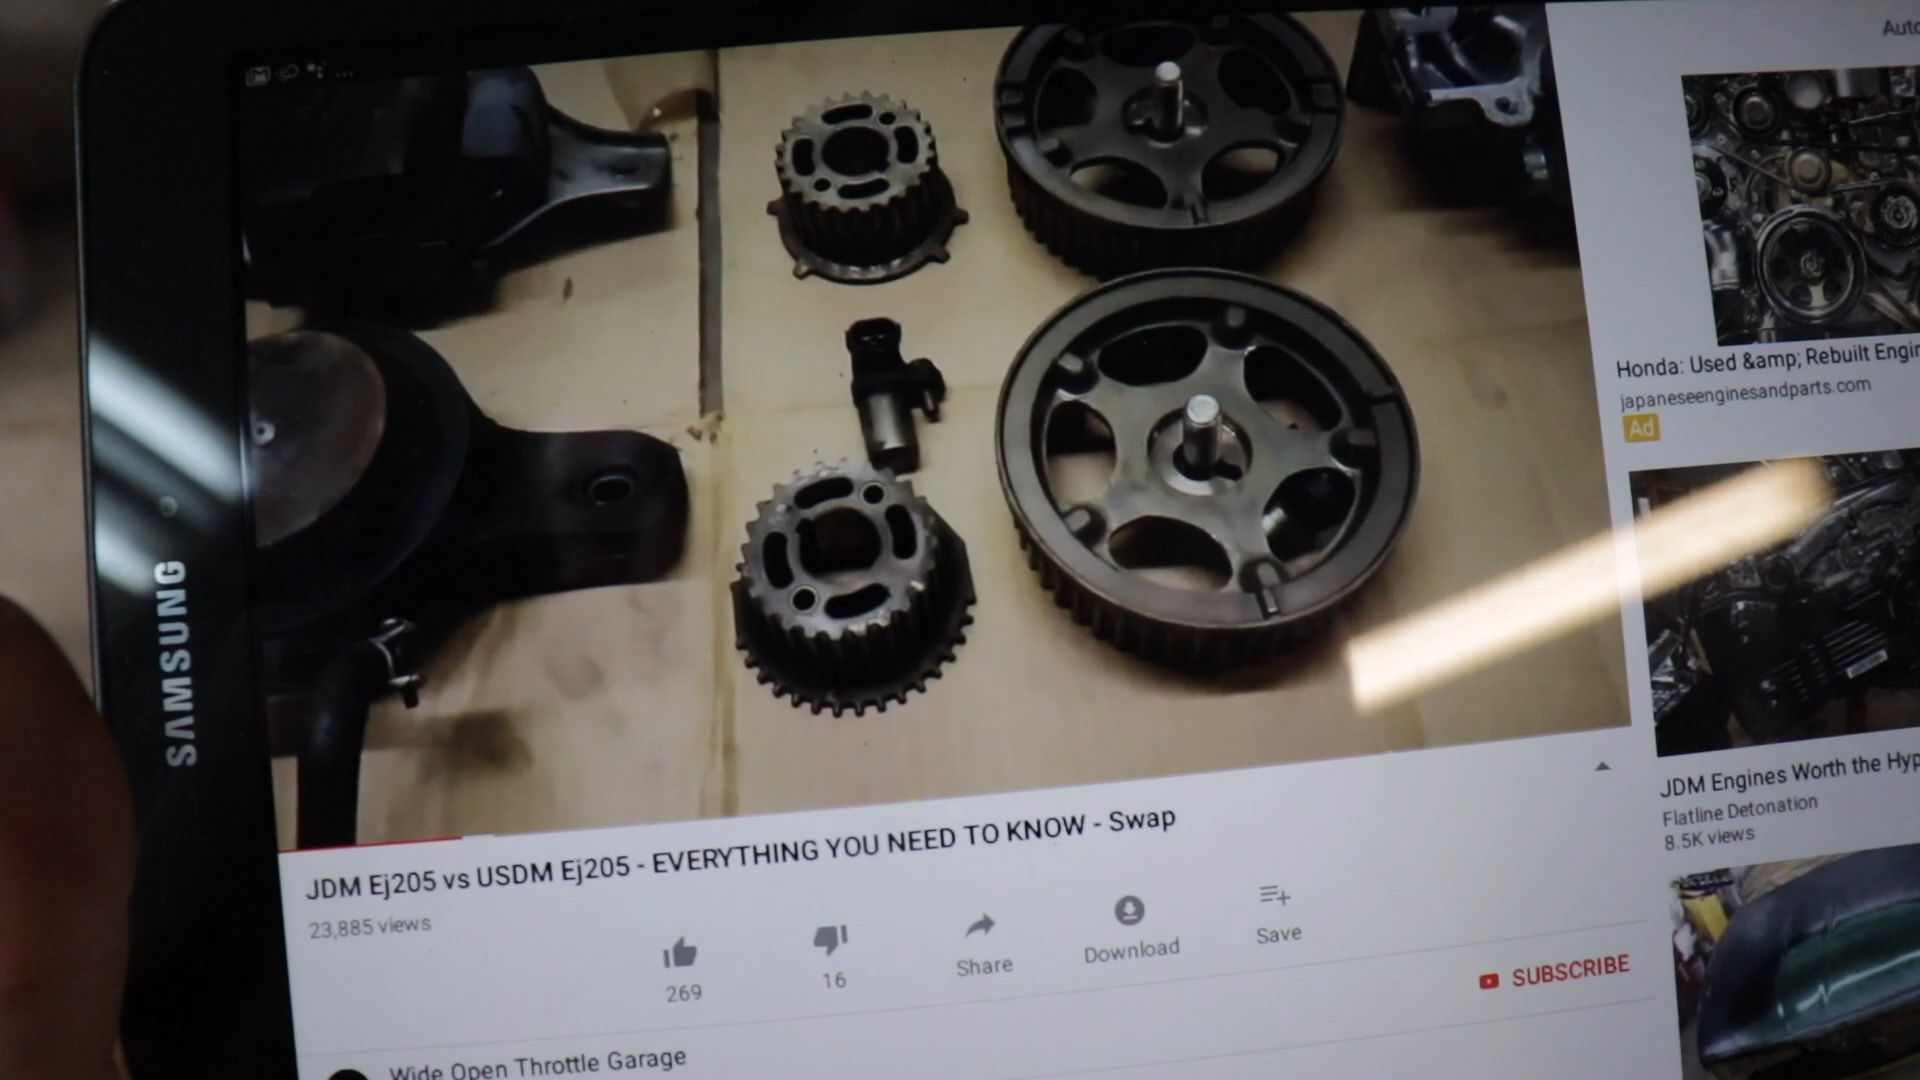 SAMSUNG
JDM Ej205 vs USDM Ej205 - EVERYTHING YOU NEED TO KNOW - Swap
23,885 views
269
16
Share
Download
Save
SUBSCRIBE
Wide Open Throttle Garage
Auto
Honda: Used &amp; Rebuilt Engin
japaneseenginesandparts.com
Ad
JDM Engines Worth the Hyp
Flatline Detonation
8.5K views